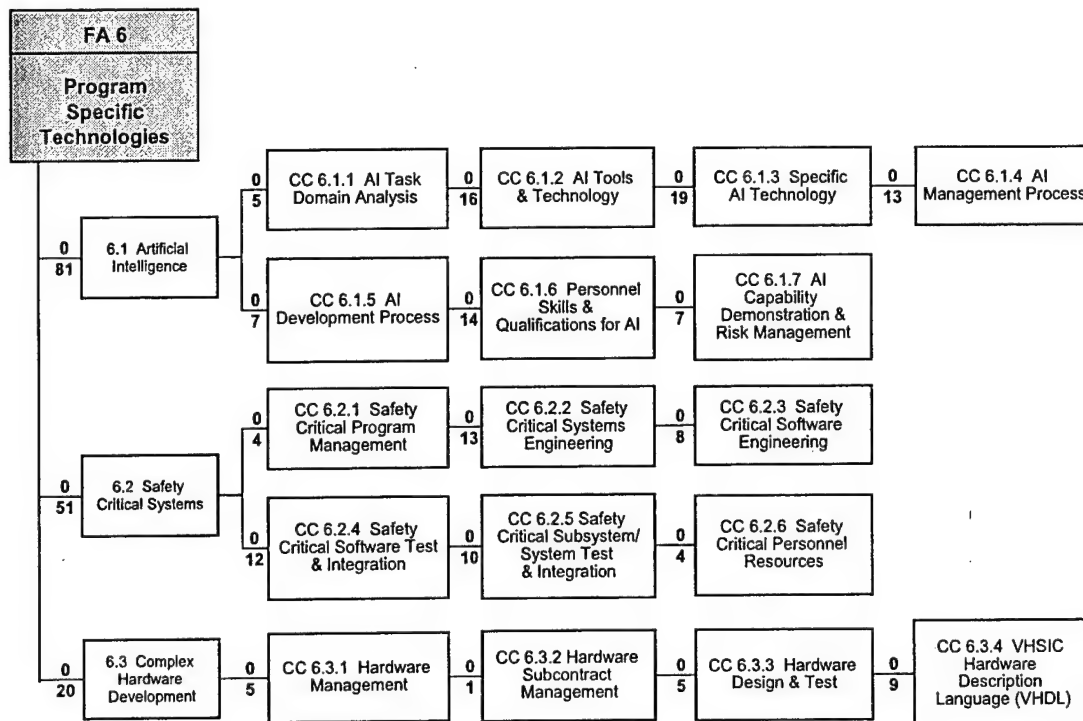 FA 6
Program
Specific
Technologies
0
5
CC 6.1.1 AI Task
Domain Analysis
0
16
CC 6.1.2 AI Tools
& Technology
0
19
CC 6.1.3 Specific
AI Technology
0
13
CC 6.1.4 AI
Management Process
0
81
6.1 Artificial
Intelligence
0
7
CC 6.1.5 AI
Development Process
0
14
CC 6.1.6 Personnel
Skills &
Qualifications for AI
0
7
CC 6.1.7 AI
Capability
Demonstration &
Risk Management
0
4
CC 6.2.1 Safety
Critical Program
Management
0
13
CC 6.2.2 Safety
Critical Systems
Engineering
0
8
CC 6.2.3 Safety
Critical Software
Engineering
0
51
6.2 Safety
Critical Systems
0
12
CC 6.2.4 Safety
Critical Software Test
& Integration
0
10
CC 6.2.5 Safety
Critical Subsystem/
System Test
& Integration
0
4
CC 6.2.6 Safety
Critical Personnel
Resources
0
20
6.3 Complex
Hardware
Development
0
5
CC 6.3.1 Hardware
Management
0
1
CC 6.3.2 Hardware
Subcontract
Management
0
5
CC 6.3.3 Hardware
Design & Test
0
9
CC 6.3.4 VHSIC
Hardware
Description
Language (VHDL)